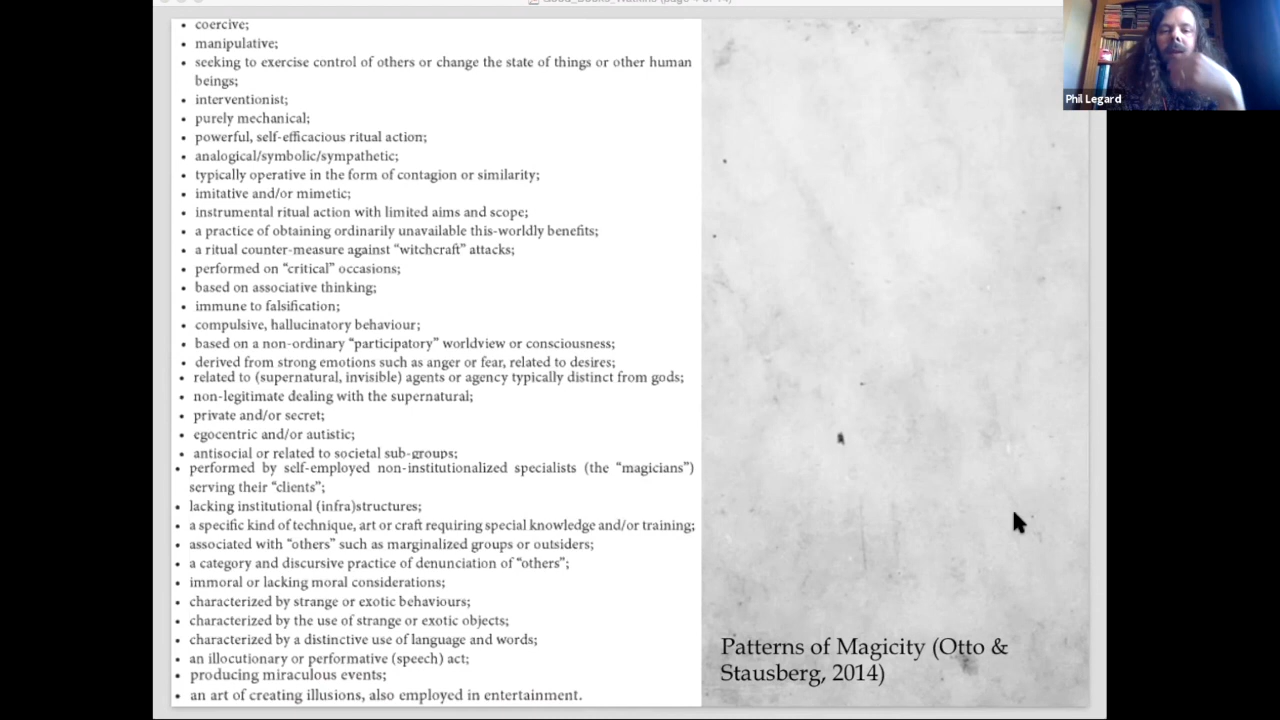 • coercive;
• manipulative;
• seeking to exercise control of others or change the state of things or other human
beings;
• interventionist;
• purely mechanical;
• powerful, self-efficacious ritual action;
• analogical/symbolic/sympathetic;
• typically operative in the form of contagion or similarity;
• imitative and/or mimetic;
• instrumental ritual action with limited aims and scope;
• a practice of obtaining ordinarily unavailable this-worldly benefits;
• a ritual counter-measure against “witchcraft” attacks;
• performed on “critical” occasions;
• based on associative thinking;
• immune to falsification;
• compulsive, hallucinatory behaviour;
• based on a non-ordinary “participatory” worldview or consciousness;
• derived from strong emotions such as anger or fear, related to desires;
• related to (supernatural, invisible) agents or agency typically distinct from gods;
• non-legitimate dealing with the supernatural;
• private and/or secret;
• egocentric and/or autistic;
• antisocial or related to societal sub-groups;
• performed by self-employed non-institutionalized specialists (the “magicians”)
serving their “clients”;
• lacking institutional (infra)structures;
• a specific kind of technique, art or craft requiring special knowledge and/or training;
• associated with “others” such as marginalized groups or outsiders;
• a category and discursive practice of denunciation of “others”;
• immoral or lacking moral considerations;
• characterized by strange or exotic behaviours;
• characterized by the use of strange or exotic objects;
• characterized by a distinctive use of language and words;
• an illocutionary or performative (speech) act;
• producing miraculous events;
• an art of creating illusions, also employed in entertainment.
Patterns of Magicity (Otto &
Stausberg, 2014)
Phil Legard